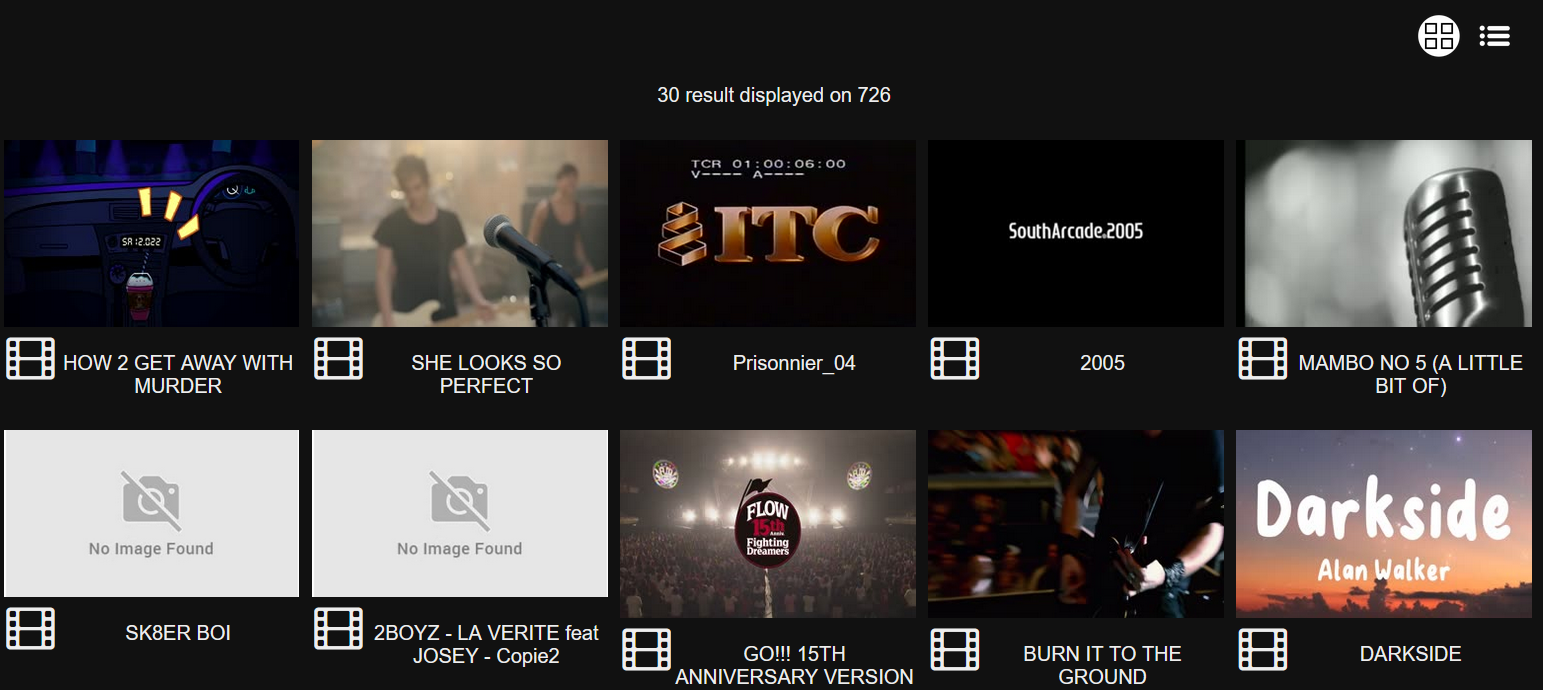 30 result displayed on 726
SA 12.022
TCR 01:00:06:00
V---- A----
ITC
SouthArcade.2005
HOW 2 GET AWAY WITH
MURDER
SHE LOOKS SO
PERFECT
Prisonnier_04
2005
MAMBO NO 5 (A LITTLE
BIT OF)
No Image Found
No Image Found
FLOW
15th
Anniv.
Fighting
Dreamers
Darkside
Alan Walker
SK8ER BOI
2BOYZ - LA VERITE feat
JOSEY - Copie2
GO!!! 15TH
ANNIVERSARY VERSION
BURN IT TO THE
GROUND
DARKSIDE